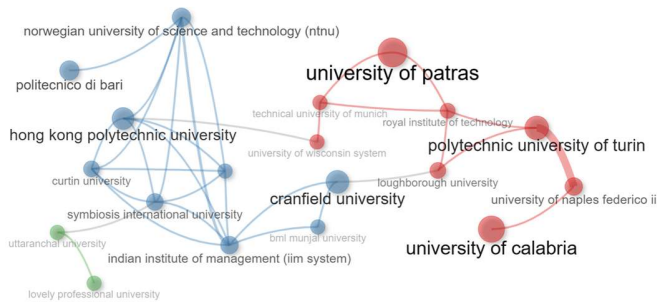 norwegian university of science and technology (ntnu)
university of patras
politecnico di bari
technical university of munich
royal institute of technology
hong kong polytechnic university
polytechnic university of turin
university of wisconsin system
curtin university
loughborough university
cranfield university
university of naples federico ii
symbiosis international university
bml munjal university
uttaranchal university
university of calabria
indian institute of management (iim system)
lovely professional university